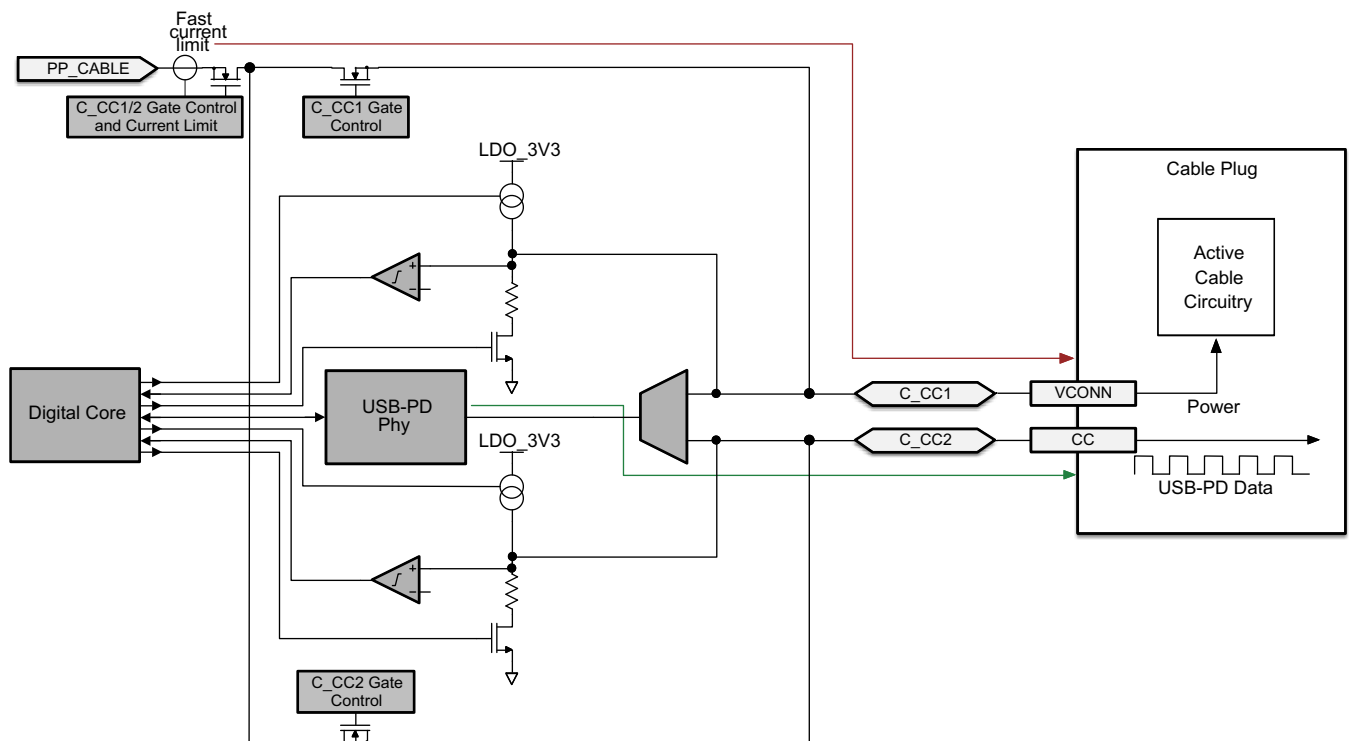 Fast
current
limit
PP_CABLE
C_CC1/2 Gate Control
and Current Limit
C_CC1 Gate
Control
LDO_3V3
Cable Plug
Active
Cable
Circuitry
+
−
Digital Core
USB-PD
Phy
C_CC1
VCONN
Power
C_CC2
CC
LDO_3V3
USB-PD Data
+
−
C_CC2 Gate
Control